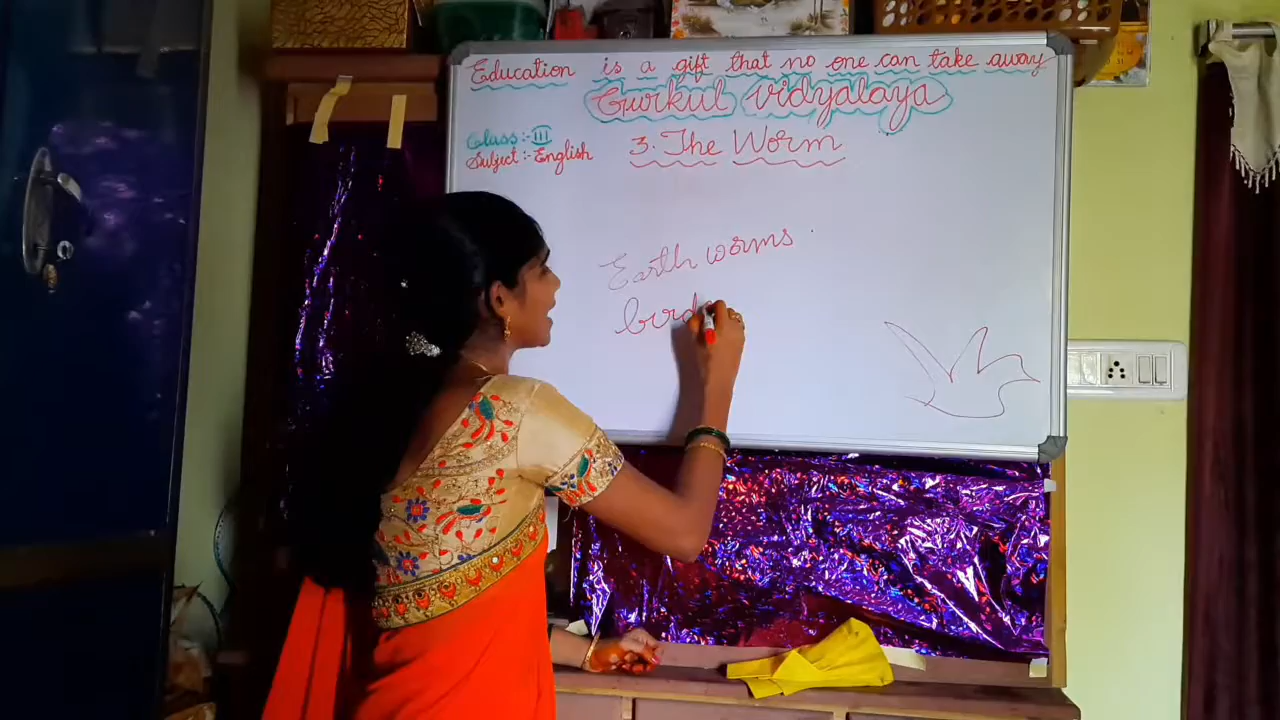 Education is a gift that no one can take away
Gurkul vidyalaya
Class:- III
Subject:- English
3. The Worm
Earth worms
bird